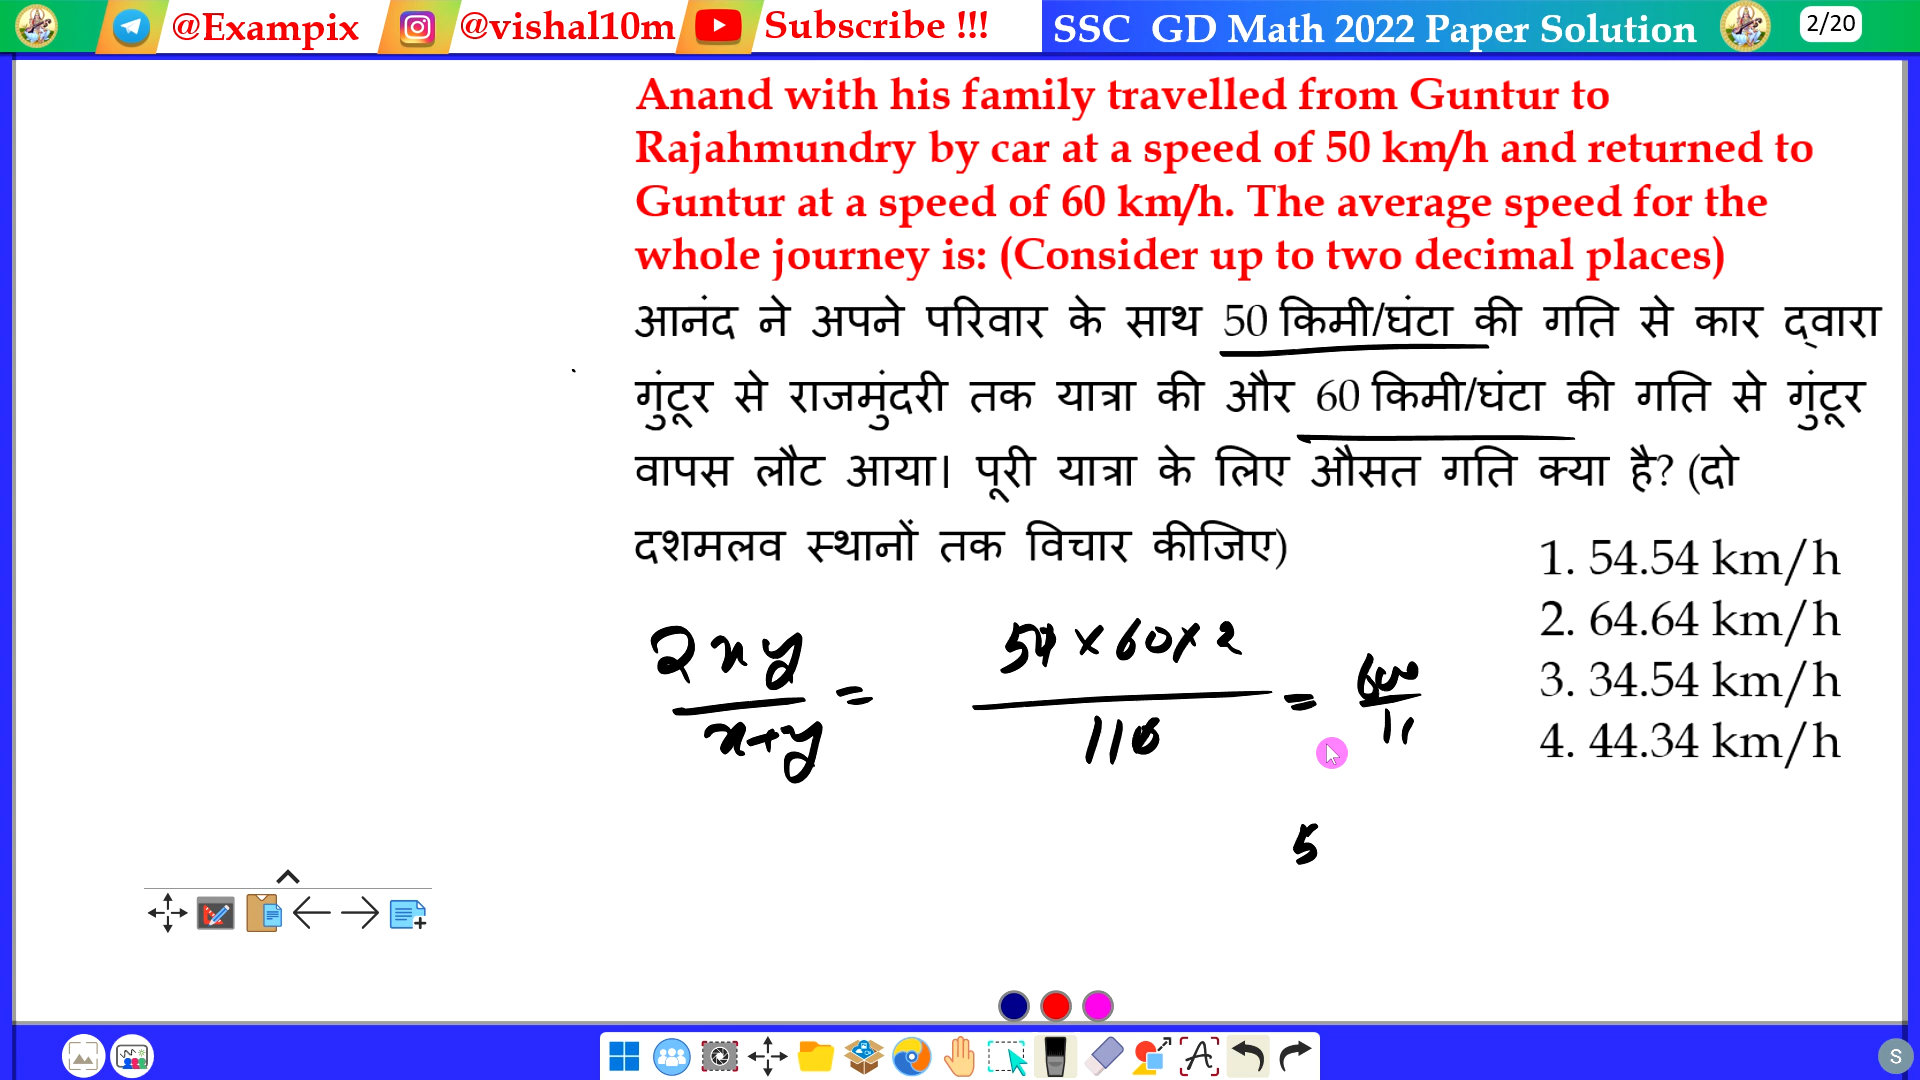 @Exampix @vishal10m Subscribe !!! SSC GD Math 2022 Paper Solution 2/20
Anand with his family travelled from Guntur to
Rajahmundry by car at a speed of 50 km/h and returned to
Guntur at a speed of 60 km/h. The average speed for the
whole journey is: (Consider up to two decimal places)
आनंद ने अपने परिवार के साथ 50 किमी/घंटा की गति से कार द्वारा
गुंटूर से राजमुंदरी तक यात्रा की और 60 किमी/घंटा की गति से गुंटूर
वापस लौट आया। पूरी यात्रा के लिए औसत गति क्या है? (दो
दशमलव स्थानों तक विचार कीजिए)
1. 54.54 km/h
2. 64.64 km/h
3. 34.54 km/h
4. 44.34 km/h
2xy
x+y
=
50 × 60 × 2
110
=
600
11
5
S